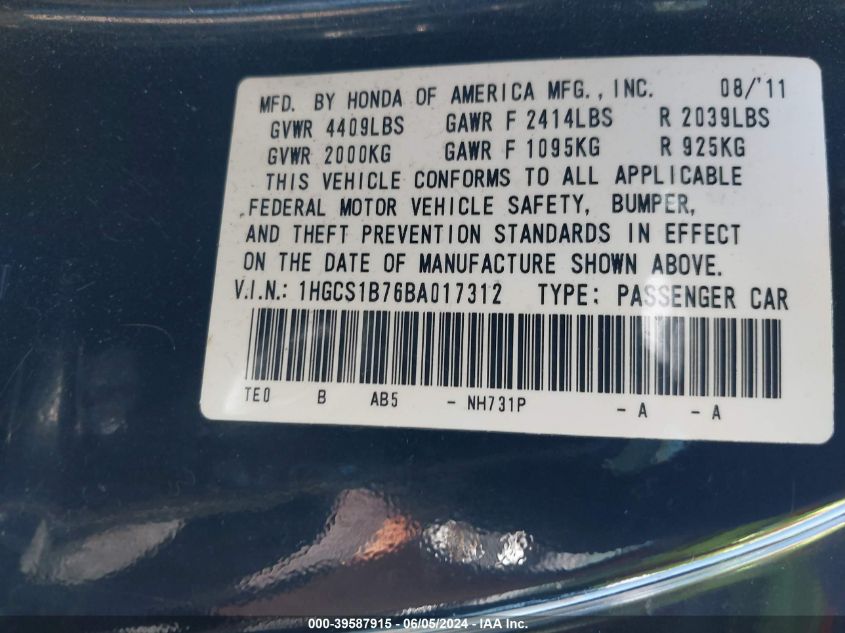 MFD. BY HONDA OF AMERICA MFG., INC. 08/'11
GVWR 4409LBS GAWR F 2414LBS R 2039LBS
GVWR 2000KG GAWR F 1095KG R 925KG
THIS VEHICLE CONFORMS TO ALL APPLICABLE
FEDERAL MOTOR VEHICLE SAFETY, BUMPER,
AND THEFT PREVENTION STANDARDS IN EFFECT
ON THE DATE OF MANUFACTURE SHOWN ABOVE.
V.I.N.: 1HGCS1B76BA017312 TYPE: PASSENGER CAR
TE0 B AB5 - NH731P - A - A
000-39587915 - 06/05/2024 - IAA Inc.